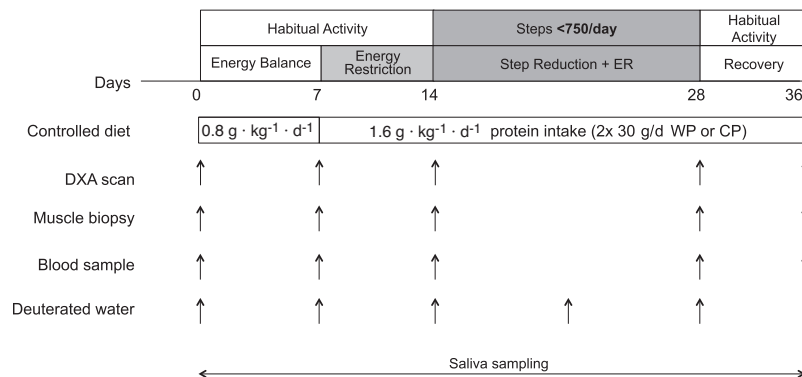 Habitual Activity
Steps <750/day
Habitual
Activity
Energy Balance
Energy
Restriction
Step Reduction + ER
Recovery
Days
0
7
14
28
36
Controlled diet
0.8 g · kg-1 · d-1
1.6 g · kg-1 · d-1 protein intake (2x 30 g/d WP or CP)
DXA scan
Muscle biopsy
Blood sample
Deuterated water
Saliva sampling